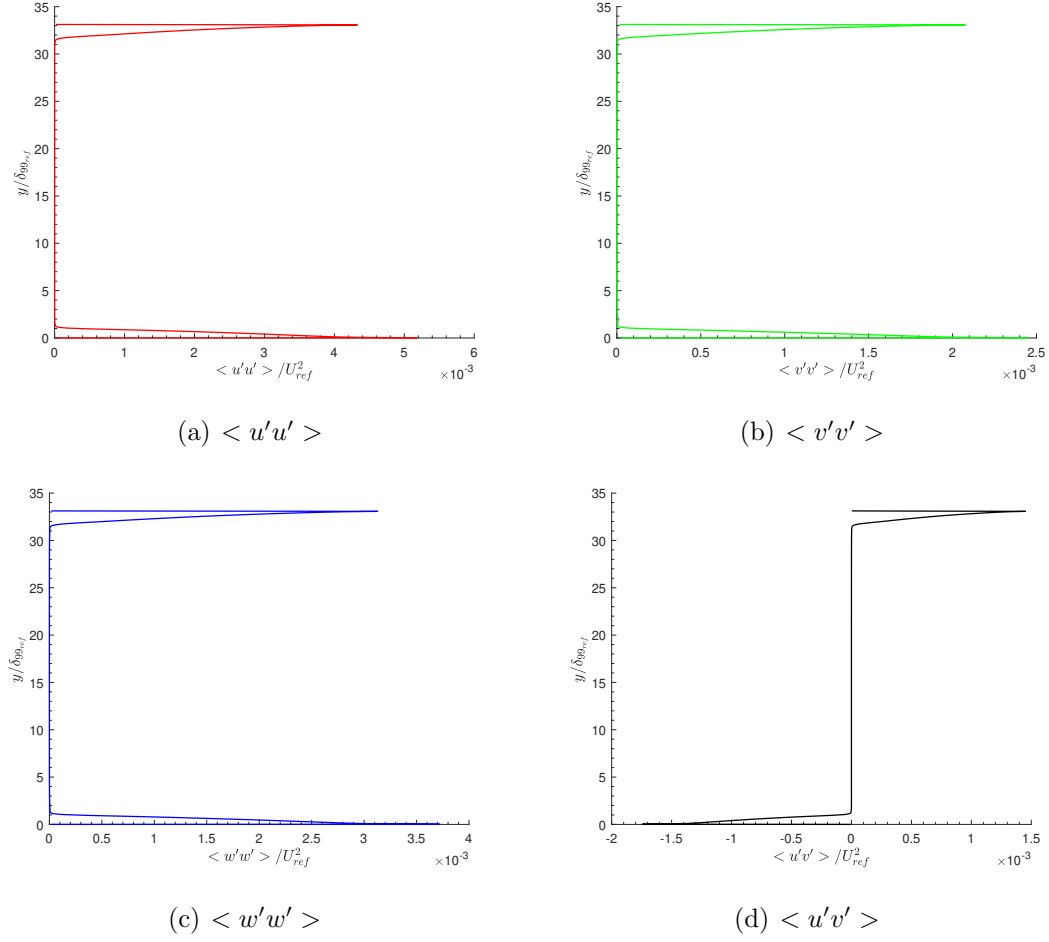 35
30
25
20
15
10
5
0
y/δ99ref
0 1 2 3 4 5 6
< u'u' > /U²ref
×10⁻³
(a) < u'u' >
35
30
25
20
15
10
5
0
y/δ99ref
0 0.5 1 1.5 2 2.5
< v'v' > /U²ref
×10⁻³
(b) < v'v' >
35
30
25
20
15
10
5
0
y/δ99ref
0 0.5 1 1.5 2 2.5 3 3.5 4
< w'w' > /U²ref
×10⁻³
(c) < w'w' >
35
30
25
20
15
10
5
0
y/δ99ref
-2 -1.5 -1 -0.5 0 0.5 1 1.5
< u'v' > /U²ref
×10⁻³
(d) < u'v' >